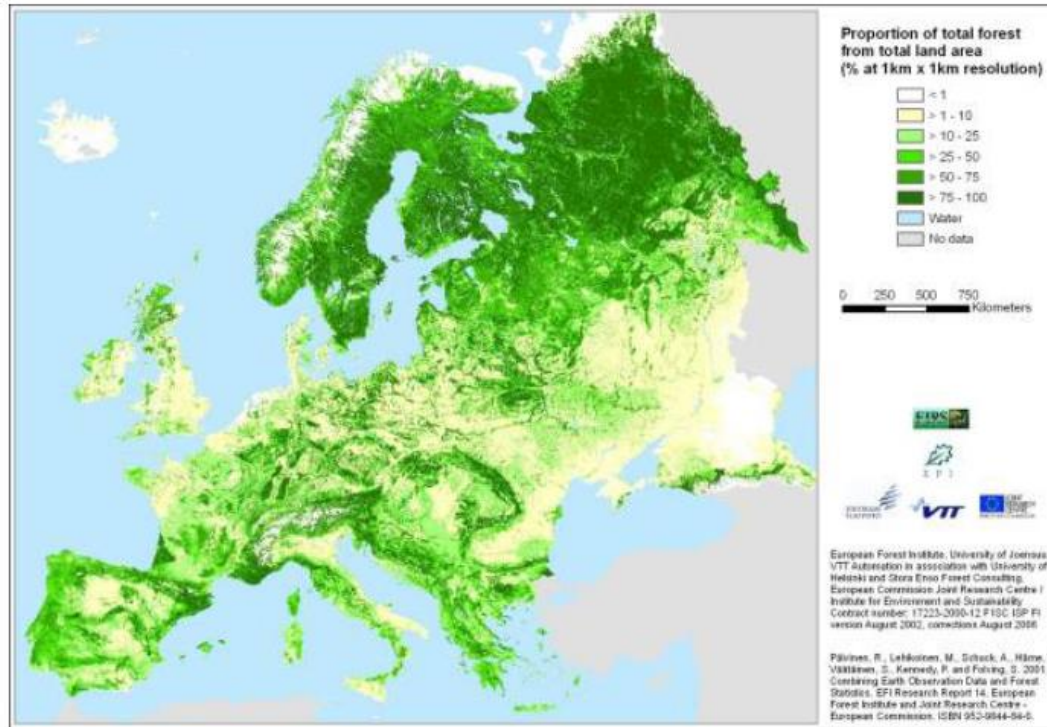 Proportion of total forest
from total land area
(% at 1km x 1km resolution)
< 1
> 1 - 10
> 10 - 25
> 25 - 50
> 50 - 75
> 75 - 100
Water
No data
0 250 500 750
Kilometers
EFI
VTT
European Forest Institute, University of Joensuu
VTT Automation in association with University of
Helsinki and Stora Enso Forest Consulting,
European Commission Joint Research Centre /
Institute for Environment and Sustainability
Contract number: 17223-2000-12 F1SC ISP FI
version August 2002, corrections August 2006
Päivinen, R., Lehikoinen, M., Schuck, A., Häme,
Väätäinen, S., Kennedy, P. and Folving, S. 2001
Combining Earth Observation Data and Forest
Statistics. EFI Research Report 14. European
Forest Institute and Joint Research Centre -
European Commission. ISBN 952-9844-84-0.